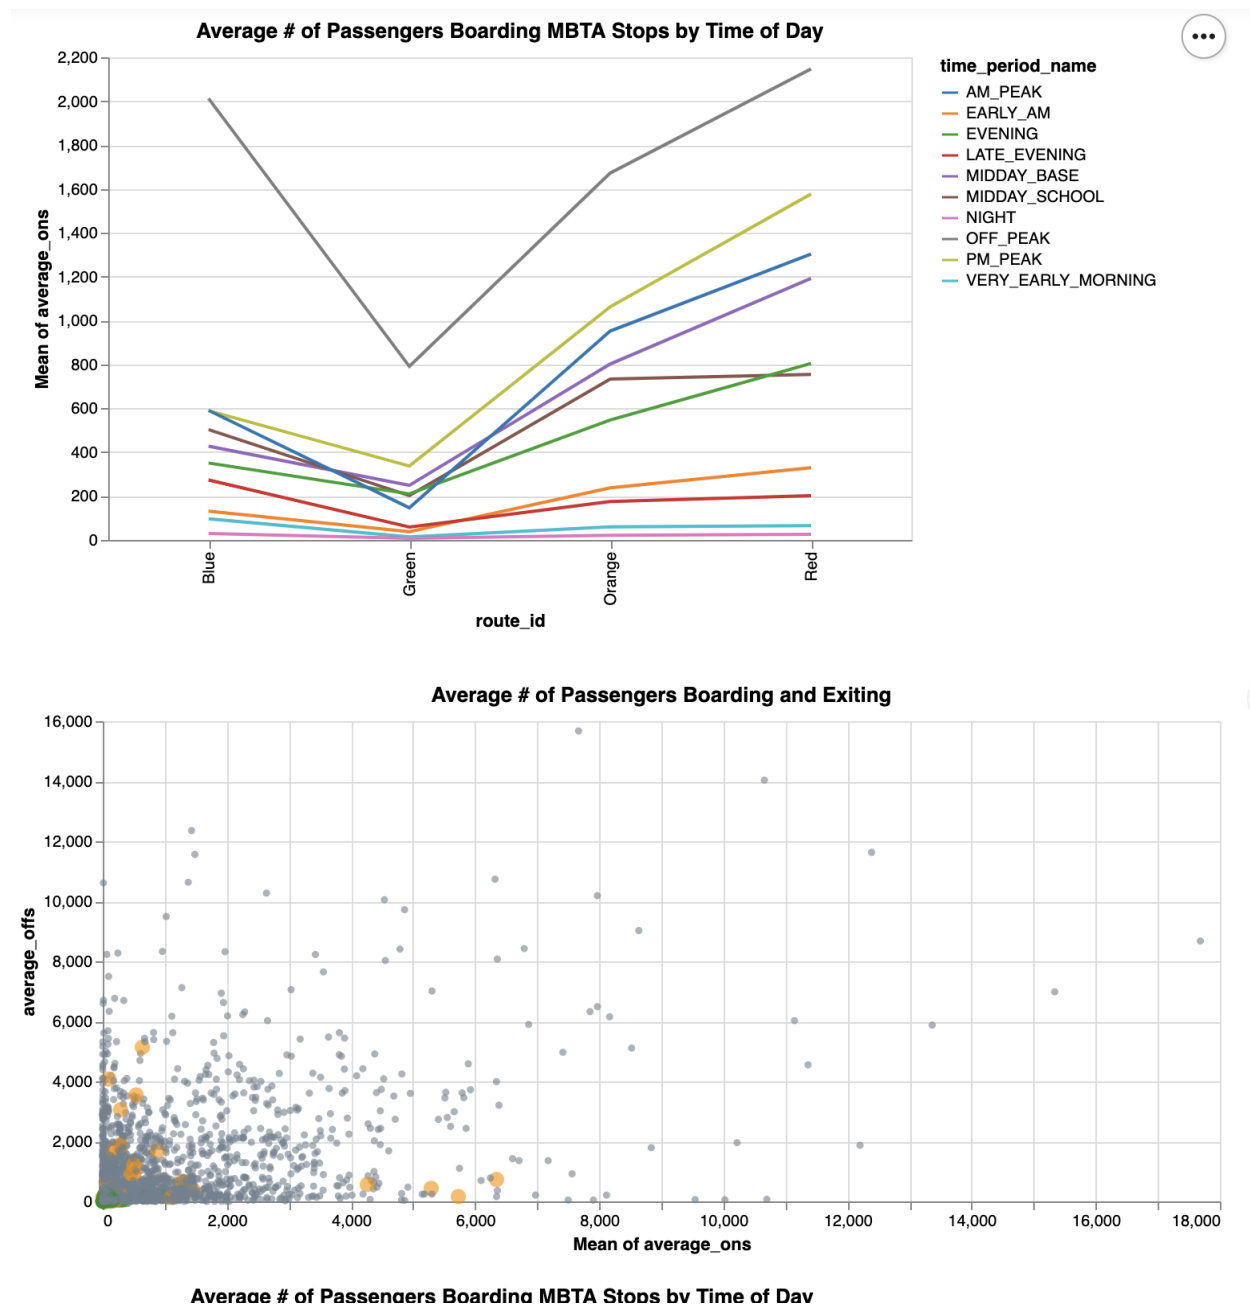 Average # of Passengers Boarding MBTA Stops by Time of Day
2,200
2,000
1,800
1,600
1,400
1,200
1,000
800
600
400
200
0
Mean of average_ons
Blue
Green
Orange
Red
route_id
time_period_name
AM_PEAK
EARLY_AM
EVENING
LATE_EVENING
MIDDAY_BASE
MIDDAY_SCHOOL
NIGHT
OFF_PEAK
PM_PEAK
VERY_EARLY_MORNING
Average # of Passengers Boarding and Exiting
16,000
14,000
12,000
10,000
8,000
6,000
4,000
2,000
0
average_offs
0 2,000 4,000 6,000 8,000 10,000 12,000 14,000 16,000 18,000
Mean of average_ons
Average # of Passengers Boarding MBTA Stops by Time of Day